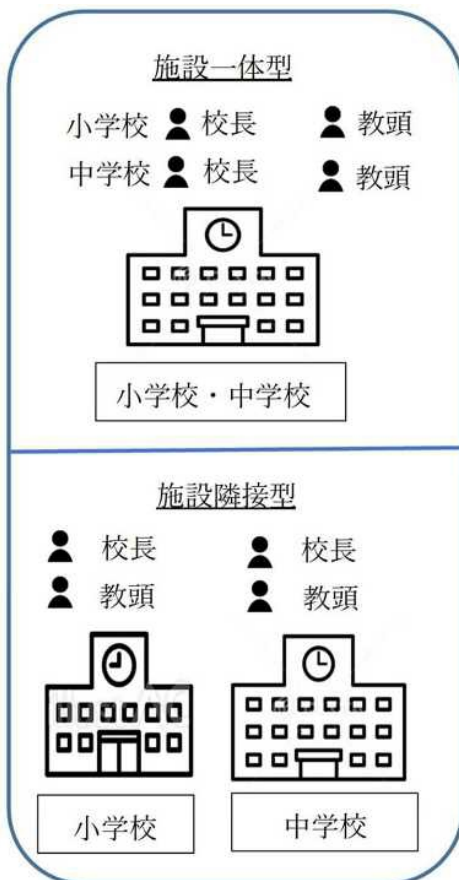 施設一体型
小学校 校長 教頭
中学校 校長 教頭
小学校・中学校
施設隣接型
校長 校長
教頭 教頭
小学校 中学校